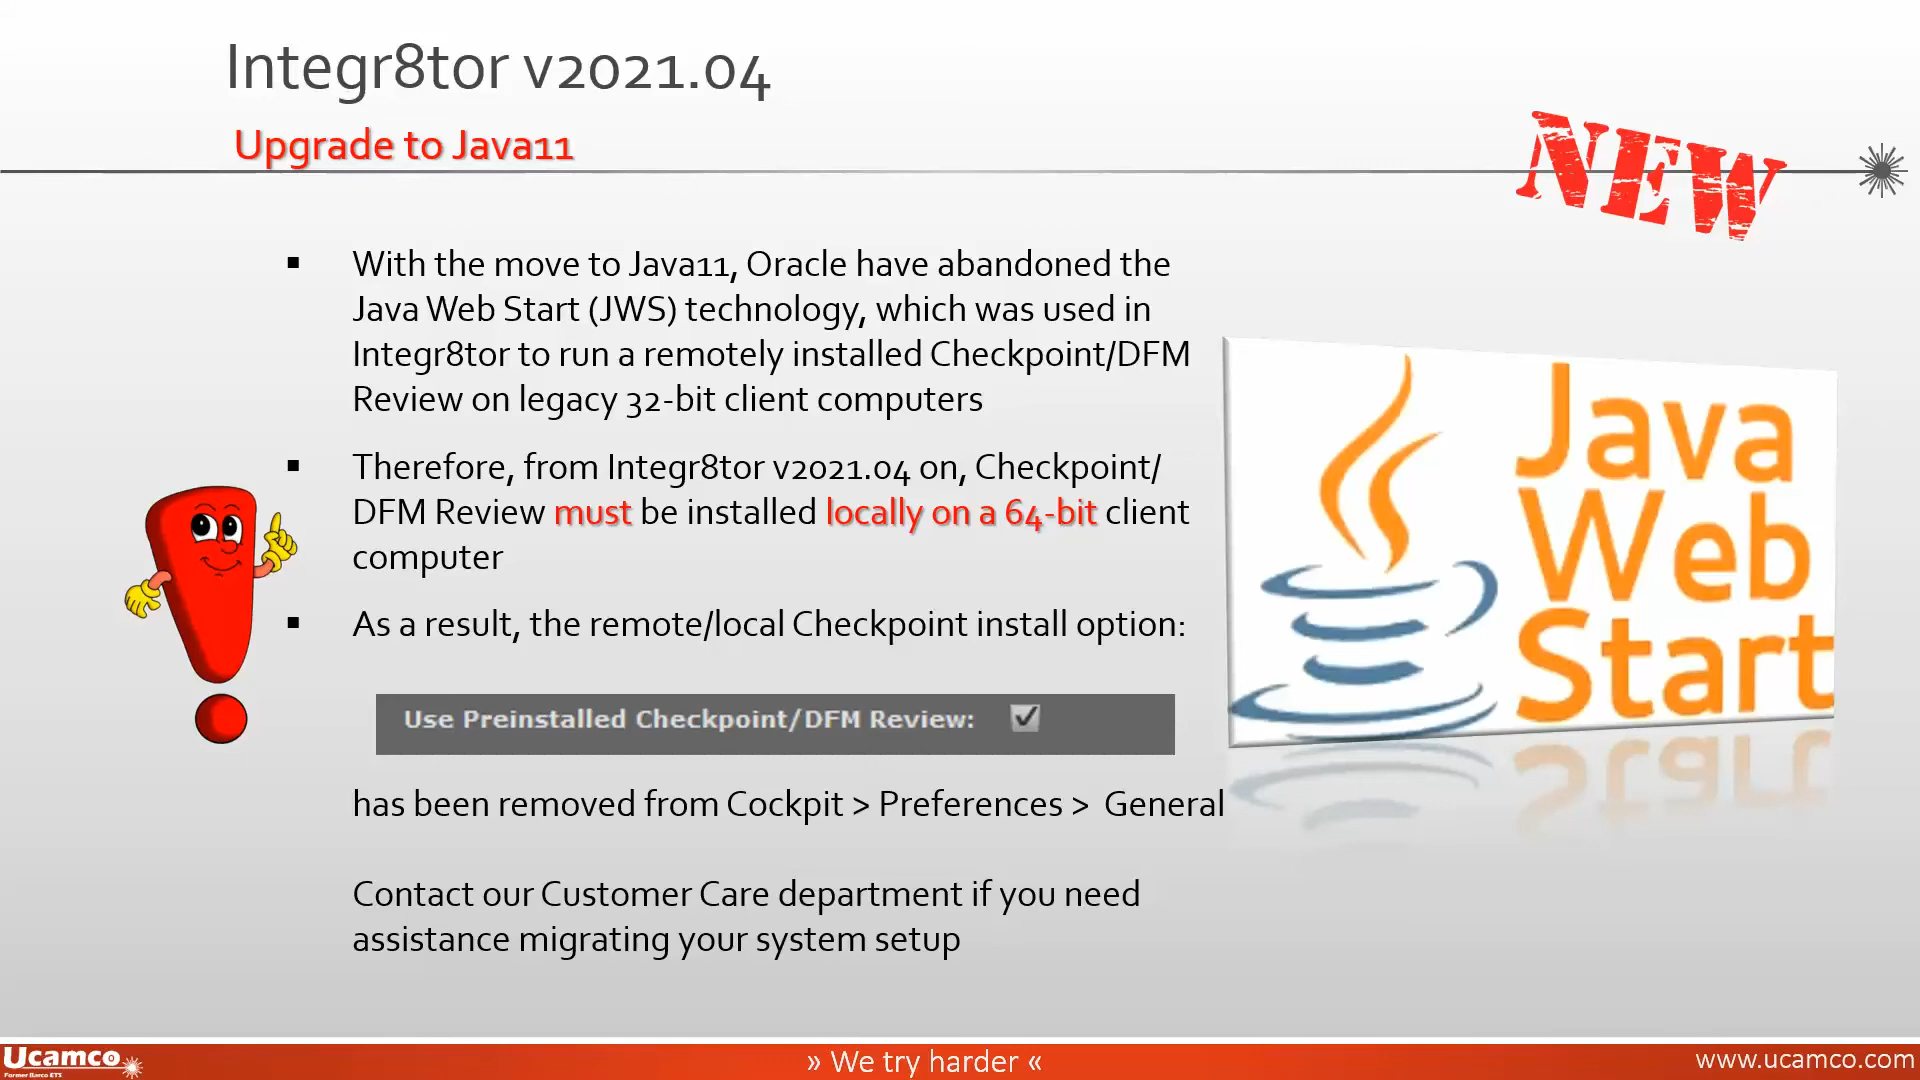 Integr8tor v2021.04
Upgrade to Java11
NEW
▪ With the move to Java11, Oracle have abandoned the
Java Web Start (JWS) technology, which was used in
Integr8tor to run a remotely installed Checkpoint/DFM
Review on legacy 32-bit client computers
▪ Therefore, from Integr8tor v2021.04 on, Checkpoint/
DFM Review must be installed locally on a 64-bit client
computer
▪ As a result, the remote/local Checkpoint install option:
Use Preinstalled Checkpoint/DFM Review:
has been removed from Cockpit > Preferences > General
Contact our Customer Care department if you need
assistance migrating your system setup
Java
Web
Start
Ucamco
Former Barco ETS
» We try harder «
www.ucamco.com